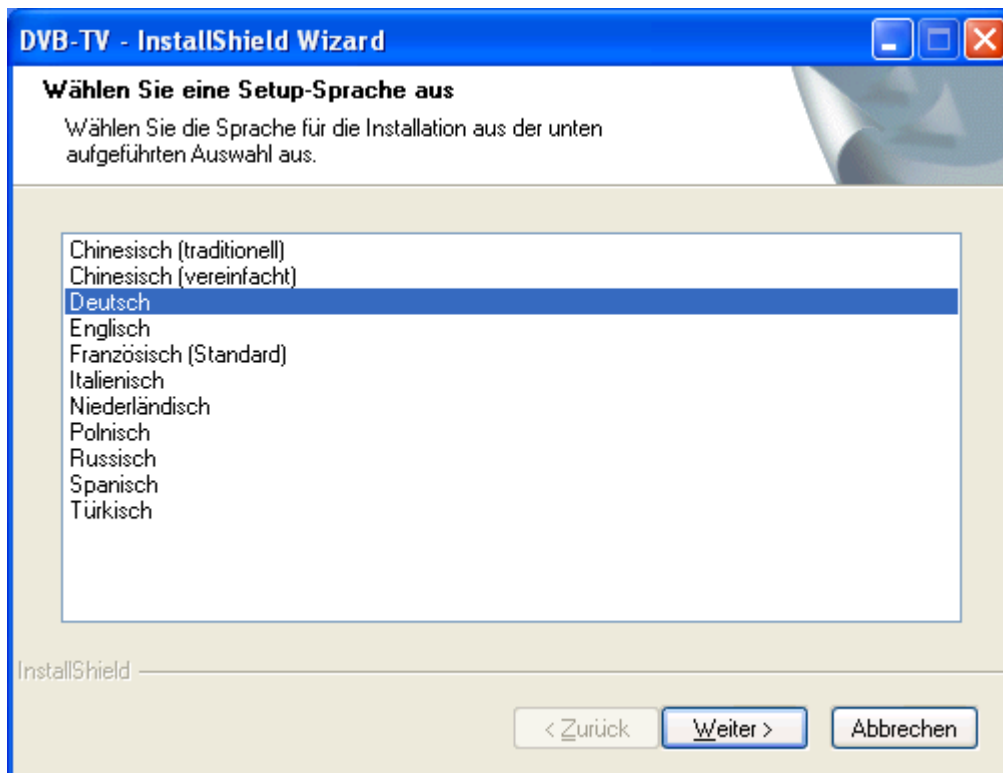 DVB-TV - InstallShield Wizard
Wählen Sie eine Setup-Sprache aus
Wählen Sie die Sprache für die Installation aus der unten
aufgeführten Auswahl aus.
Chinesisch (traditionell)
Chinesisch (vereinfacht)
Deutsch
Englisch
Französisch (Standard)
Italienisch
Niederländisch
Polnisch
Russisch
Spanisch
Türkisch
InstallShield
< Zurück Weiter > Abbrechen